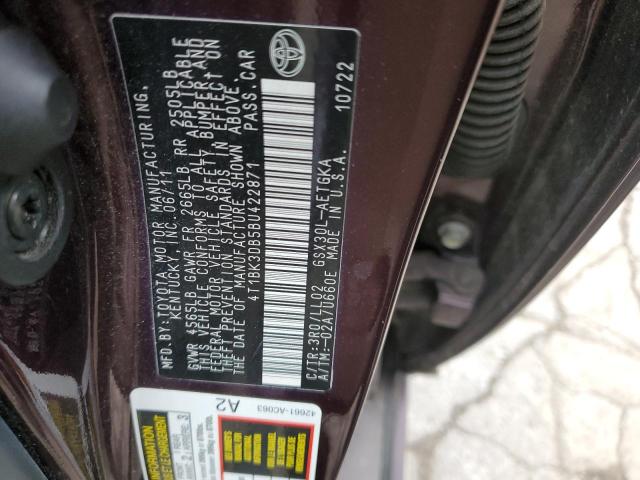 MFD.BY:TOYOTA MOTOR MANUFACTURING,
KENTUCKY, INC. 06/11
GVWR 4565LB GAWR FR 2665LB RR 2505LB
THIS VEHICLE CONFORMS TO ALL APPLICABLE
FEDERAL MOTOR VEHICLE SAFETY BUMPER, AND
THEFT PREVENTION STANDARDS IN EFFECT ON
THE DATE OF MANUFACTURE SHOWN ABOVE.
4T1BK3DB5BU422871 PASS.CAR
C/TR:3R0/LL02 GSX30L-AETGKA
A/TM:-02A/U660E MADE IN U.S.A.
10722
42661-AC063
A2
INFORMATION